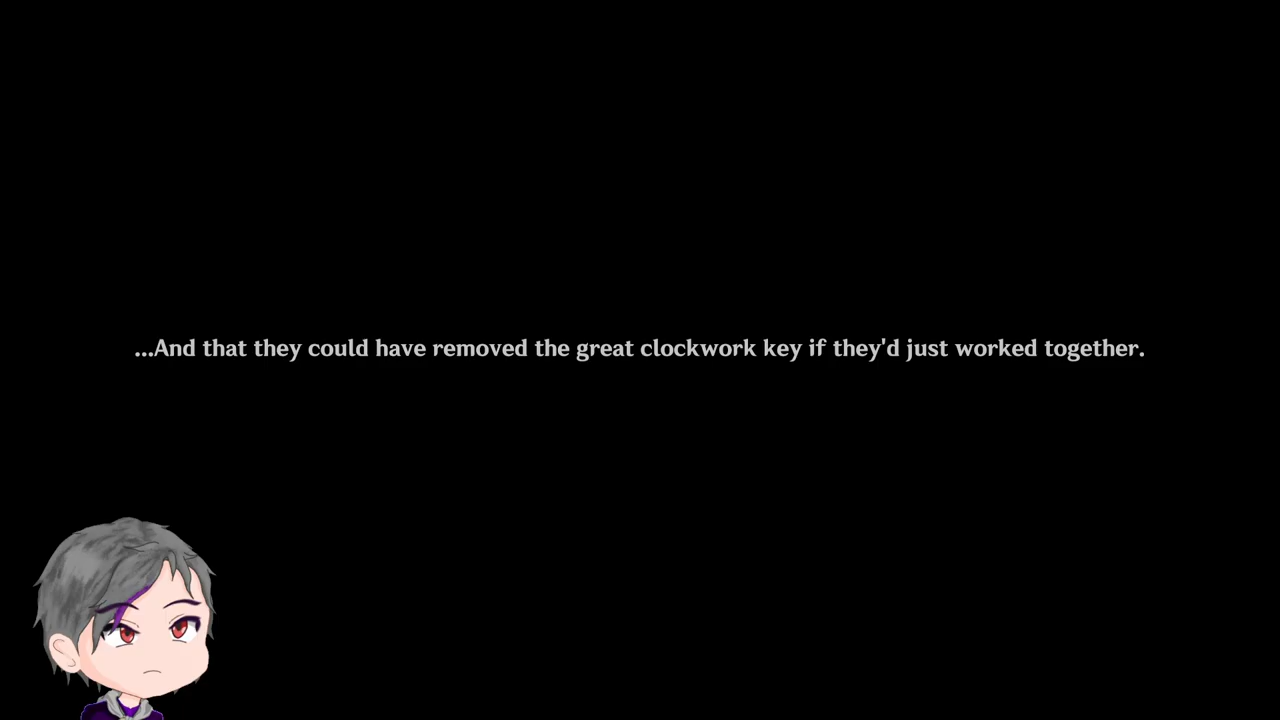 ...And that they could have removed the great clockwork key if they'd just worked together.